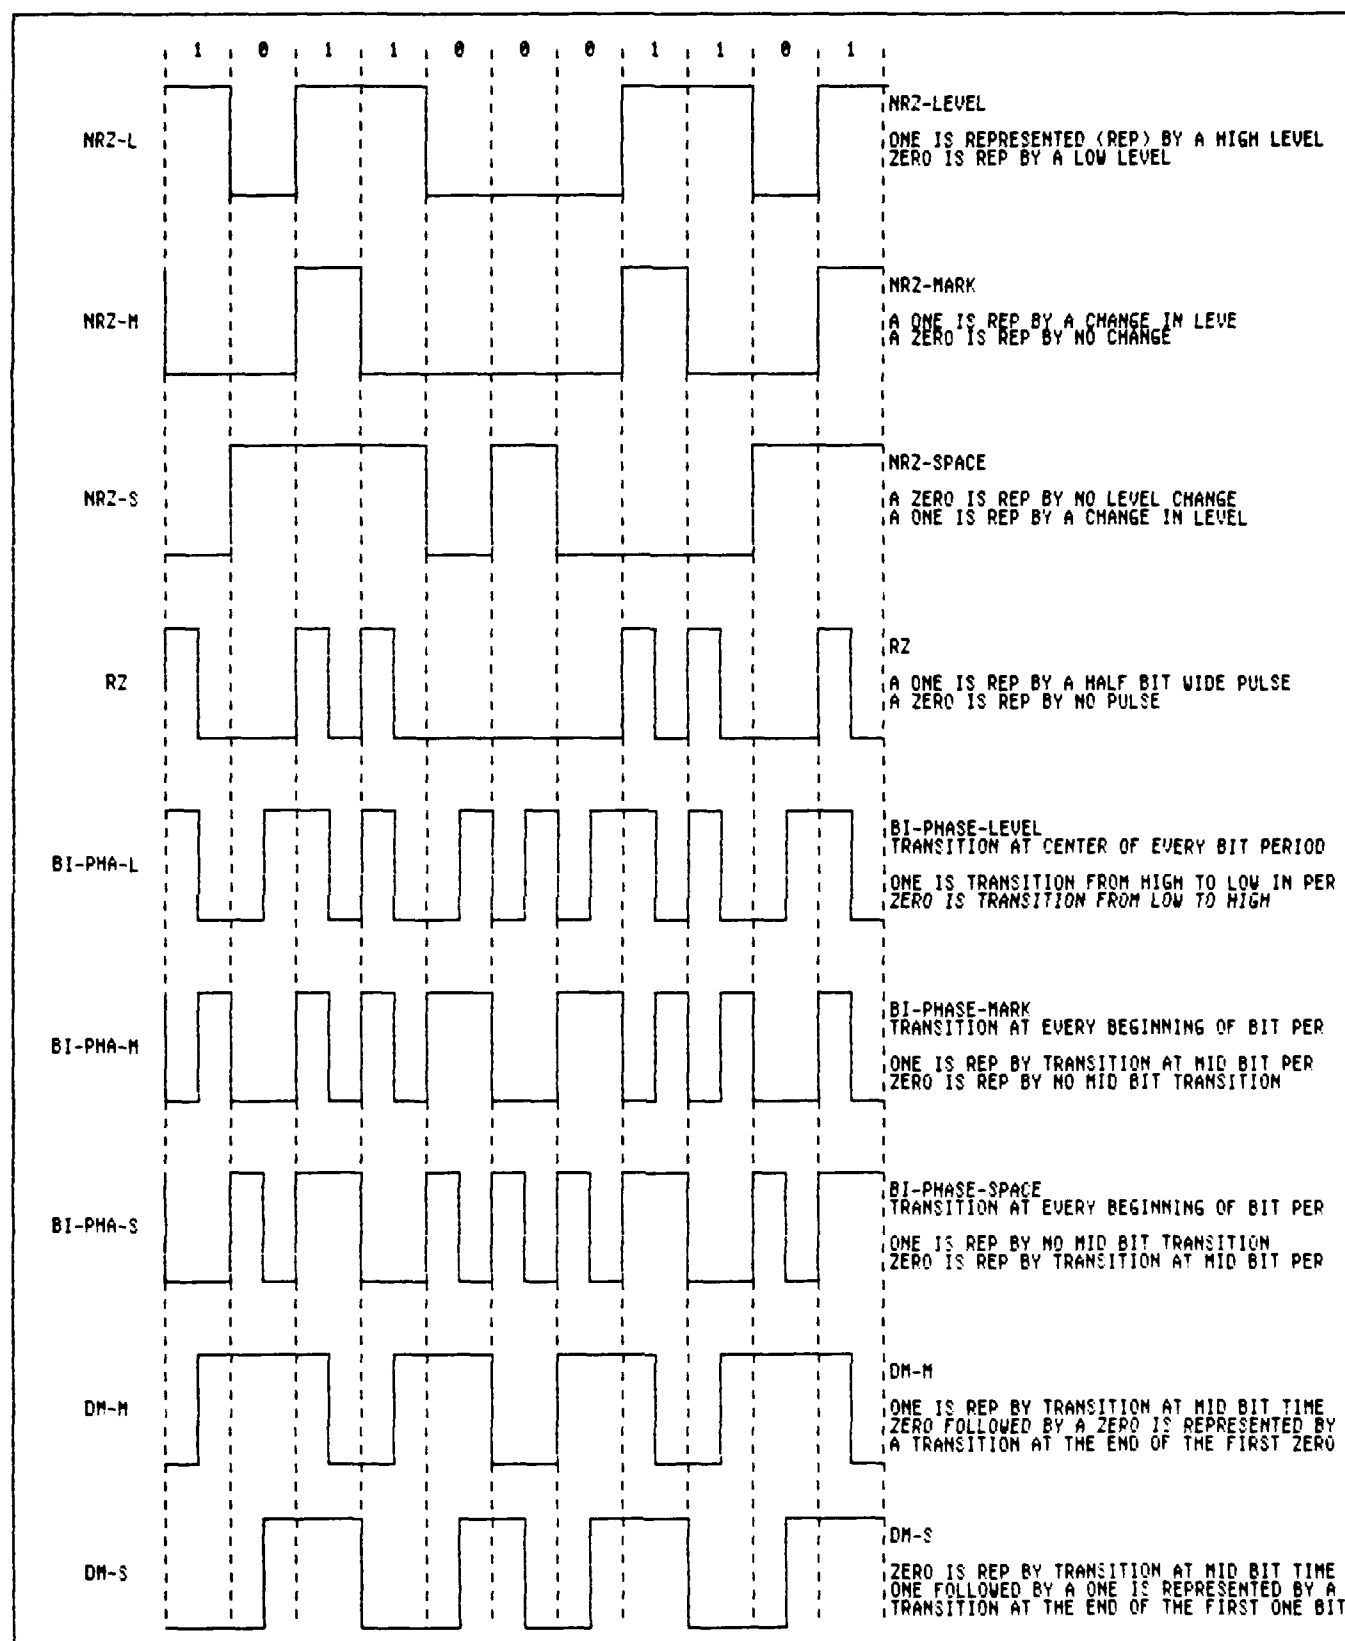 1 0 1 1 0 0 0 1 1 0 1
NRZ-L
NRZ-LEVEL
ONE IS REPRESENTED (REP) BY A HIGH LEVEL
ZERO IS REP BY A LOW LEVEL
NRZ-M
NRZ-MARK
A ONE IS REP BY A CHANGE IN LEVE
A ZERO IS REP BY NO CHANGE
NRZ-S
NRZ-SPACE
A ZERO IS REP BY NO LEVEL CHANGE
A ONE IS REP BY A CHANGE IN LEVEL
RZ
RZ
A ONE IS REP BY A HALF BIT WIDE PULSE
A ZERO IS REP BY NO PULSE
BI-PHA-L
BI-PHASE-LEVEL
TRANSITION AT CENTER OF EVERY BIT PERIOD
ONE IS TRANSITION FROM HIGH TO LOW IN PER
ZERO IS TRANSITION FROM LOW TO HIGH
BI-PHA-M
BI-PHASE-MARK
TRANSITION AT EVERY BEGINNING OF BIT PER
ONE IS REP BY TRANSITION AT MID BIT PER
ZERO IS REP BY NO MID BIT TRANSITION
BI-PHA-S
BI-PHASE-SPACE
TRANSITION AT EVERY BEGINNING OF BIT PER
ONE IS REP BY NO MID BIT TRANSITION
ZERO IS REP BY TRANSITION AT MID BIT PER
DM-M
DM-M
ONE IS REP BY TRANSITION AT MID BIT TIME
ZERO FOLLOWED BY A ZERO IS REPRESENTED BY
A TRANSITION AT THE END OF THE FIRST ZERO
DM-S
DM-S
ZERO IS REP BY TRANSITION AT MID BIT TIME
ONE FOLLOWED BY A ONE IS REPRESENTED BY A
TRANSITION AT THE END OF THE FIRST ONE BIT